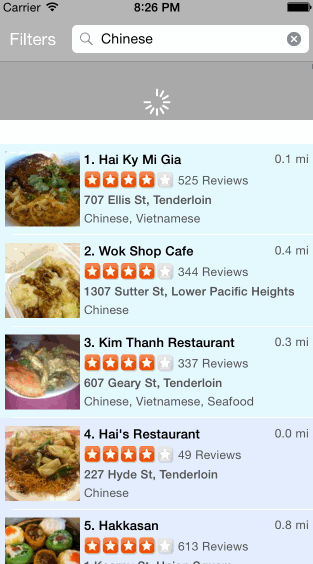 Carrier 8:26 PM
Filters Chinese
1. Hai Ky Mi Gia 0.1 mi
525 Reviews
707 Ellis St, Tenderloin
Chinese, Vietnamese
2. Wok Shop Cafe 0.4 mi
344 Reviews
1307 Sutter St, Lower Pacific Heights
Chinese
3. Kim Thanh Restaurant 0.3 mi
337 Reviews
607 Geary St, Tenderloin
Chinese, Vietnamese, Seafood
4. Hai's Restaurant 0.0 mi
49 Reviews
227 Hyde St, Tenderloin
Chinese
5. Hakkasan 0.8 mi
613 Reviews